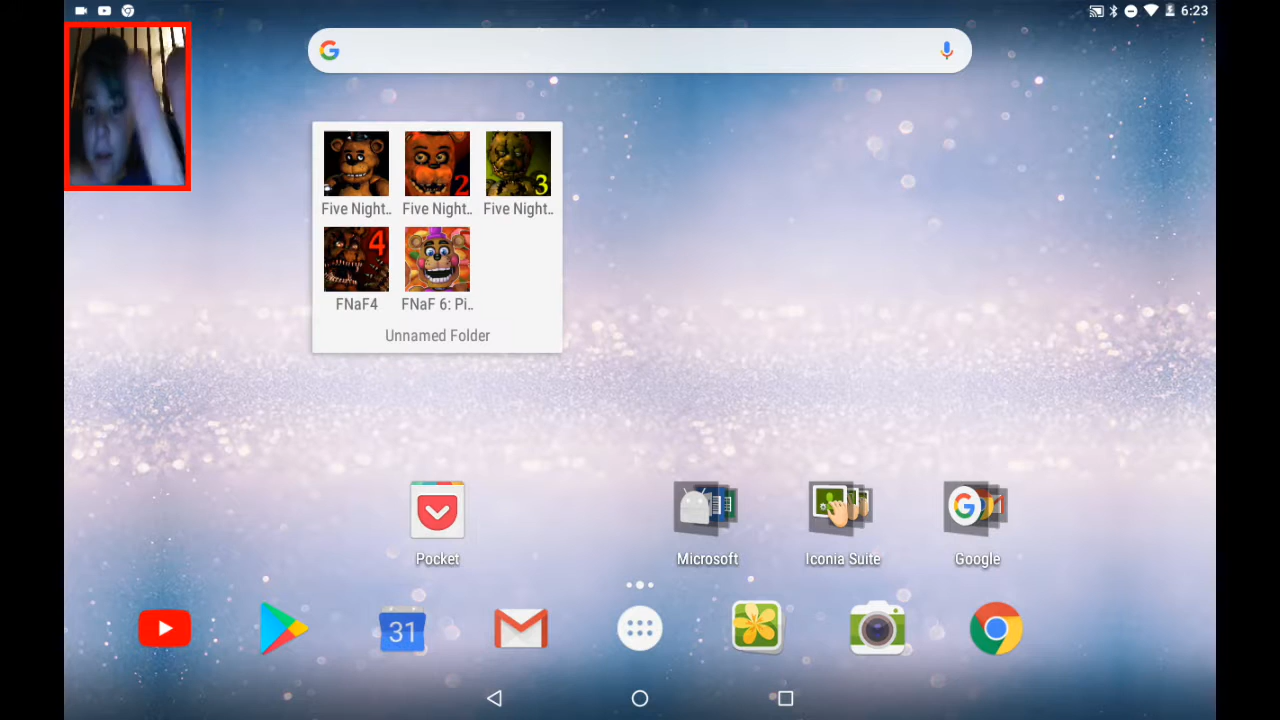 6:23
2
3
Five Night.. Five Night.. Five Night..
4
FNaF4 FNaF 6: Pi..
Unnamed Folder
Pocket Microsoft Iconia Suite Google
31